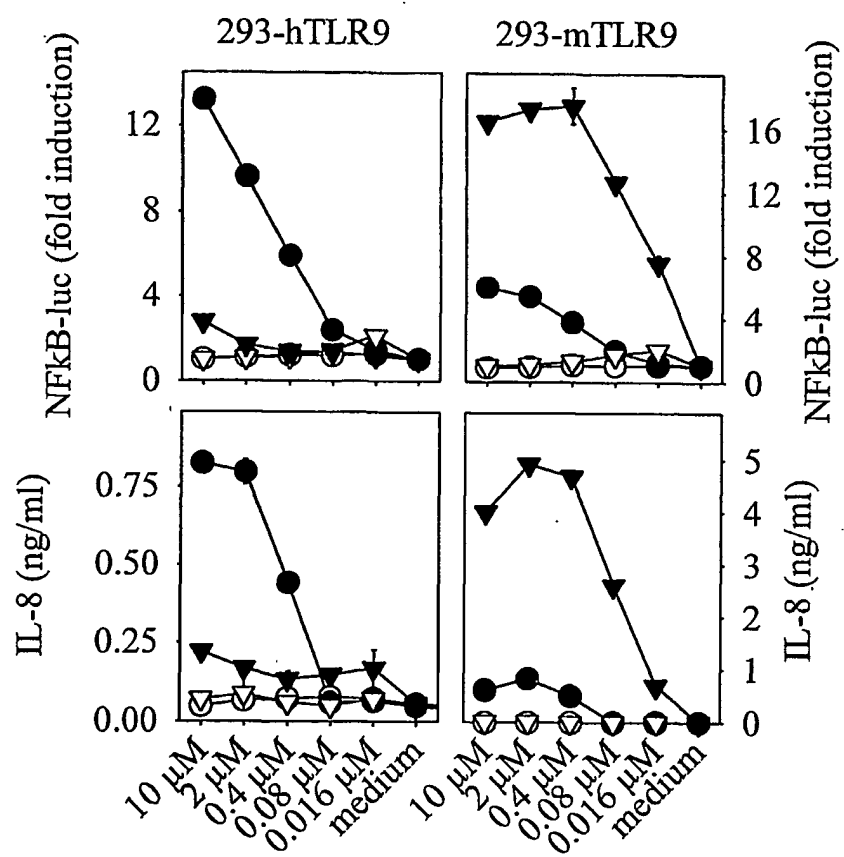 293-hTLR9
293-mTLR9
NFkB-luc (fold induction)
12
8
4
0
16
12
8
4
0
NFkB-luc (fold induction)
IL-8 (ng/ml)
0.75
0.50
0.25
0.00
5
4
3
2
1
0
IL-8 (ng/ml)
10 µM
2 µM
0.4 µM
0.08 µM
0.016 µM
medium
10 µM
2 µM
0.4 µM
0.08 µM
0.016 µM
medium